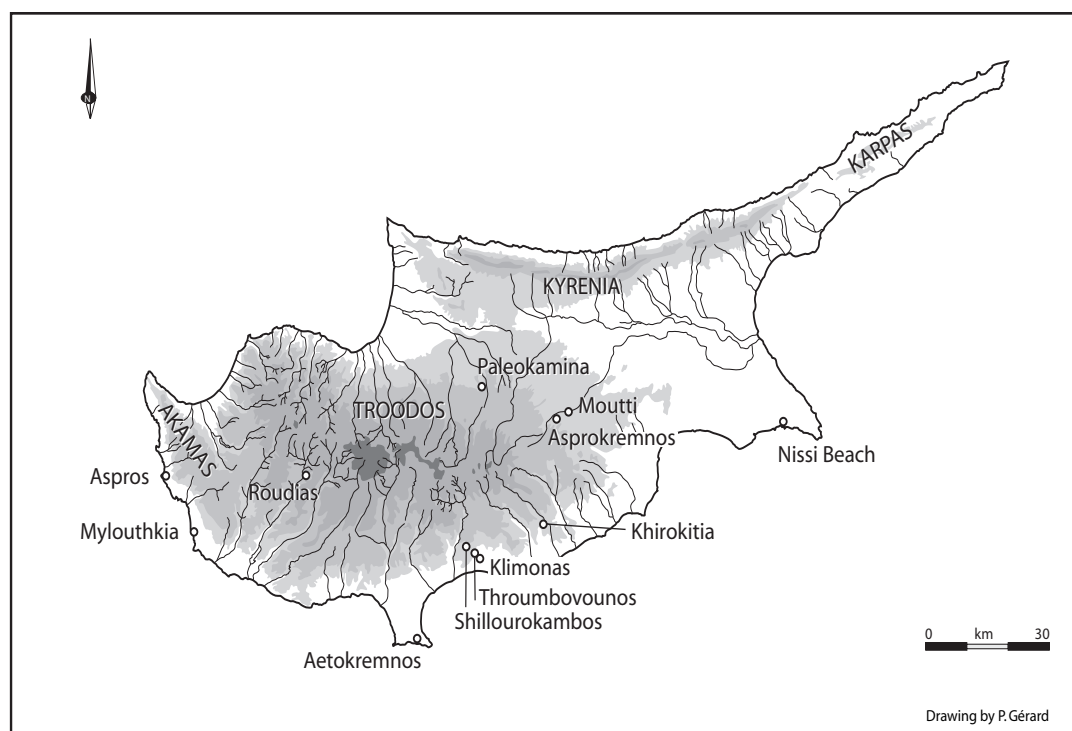 N
KARPAS
KYRENIA
Paleokamina
Moutti
TROODOS
Asprokremnos
AKAMAS
Nissi Beach
Aspros
Roudias
Mylouthkia
Khirokitia
Klimonas
Throumbovounos
Shillourokambos
0 km 30
Aetokremnos
Drawing by P. Gérard